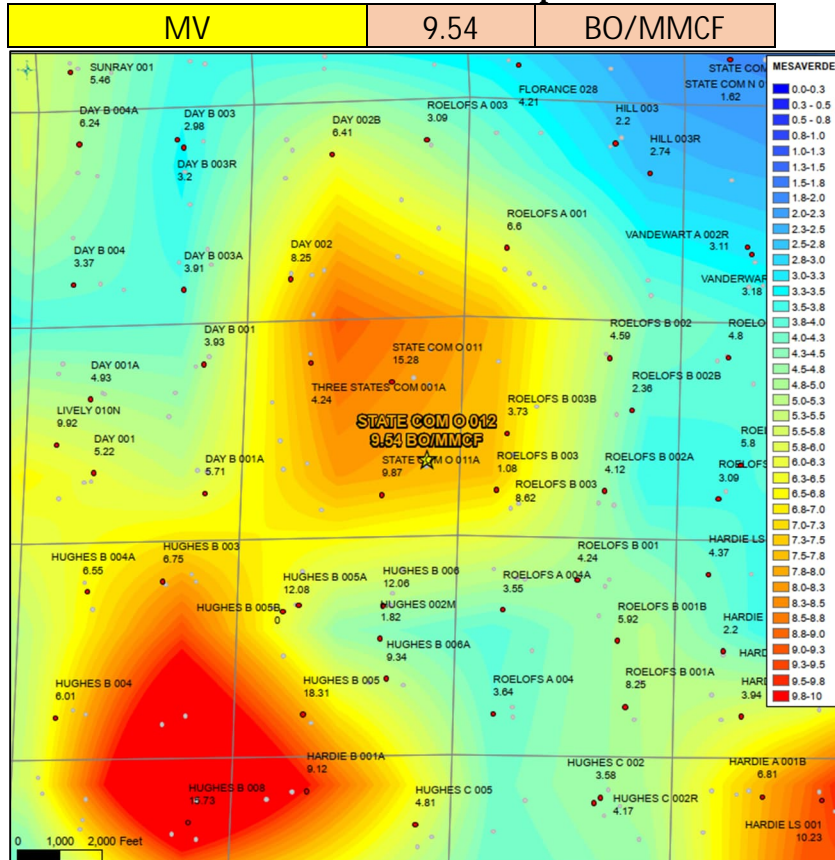 MV 9.54 BO/MMCF
SUNRAY 001
5.46
FLORANCE 028
4.21
STATE COM
STATE COM N 0
1.62
DAY B 004A
6.24
DAY B 003
2.98
DAY B 003R
3.2
DAY 002B
6.41
ROELOFS A 003
3.09
HILL 003
2.2
HILL 003R
2.74
DAY B 004
3.37
DAY B 003A
3.91
DAY 002
8.25
ROELOFS A 001
6.6
VANDEWART A 002R
3.11
VANDERWAR
3.18
DAY B 001
3.93
DAY 001A
4.93
STATE COM O 011
15.28
THREE STATES COM 001A
4.24
ROELOFS B 002
4.59
ROELO
4.8
ROELOFS B 002B
2.36
LIVELY 010N
9.92
DAY 001
5.22
DAY B 001A
5.71
ROELOFS B 003B
3.73
STATE COM O 012
9.54 BO/MMCF
STATE COM O 011A
9.87
ROELOFS B 003
1.08
ROELOFS B 003
8.62
ROELOFS B 002A
4.12
ROEL
5.8
ROELOFS
3.09
HUGHES B 004A
6.55
HUGHES B 003
6.75
HUGHES B 005A
12.08
HUGHES B 005B
0
HUGHES B 006
12.06
HUGHES 002M
1.82
HUGHES B 006A
9.34
ROELOFS A 004A
3.55
ROELOFS B 001
4.24
HARDIE LS
4.37
ROELOFS B 001B
5.92
HARDIE
2.2
HARD
HUGHES B 004
6.01
HUGHES B 005
18.31
ROELOFS A 004
3.64
ROELOFS B 001A
8.25
HARD
3.94
HARDIE B 001A
9.12
HUGHES B 008
HUGHES C 005
4.81
HUGHES C 002
3.58
HUGHES C 002R
4.17
HARDIE A 001B
6.81
HARDIE LS 001
10.23
0 1,000 2,000 Feet
MESAVERDE
0.0-0.3
0.3 - 0.5
0.5 - 0.8
0.8-1.0
1.0-1.3
1.3-1.5
1.5-1.8
1.8-2.0
2.0-2.3
2.3-2.5
2.5-2.8
2.8-3.0
3.0-3.3
3.3-3.5
3.5-3.8
3.8-4.0
4.0-4.3
4.3-4.5
4.5-4.8
4.8-5.0
5.0-5.3
5.3-5.5
5.5-5.8
5.8-6.0
6.0-6.3
6.3-6.5
6.5-6.8
6.8-7.0
7.0-7.3
7.3-7.5
7.5-7.8
7.8-8.0
8.0-8.3
8.3-8.5
8.5-8.8
8.8-9.0
9.0-9.3
9.3-9.5
9.5-9.8
9.8-10